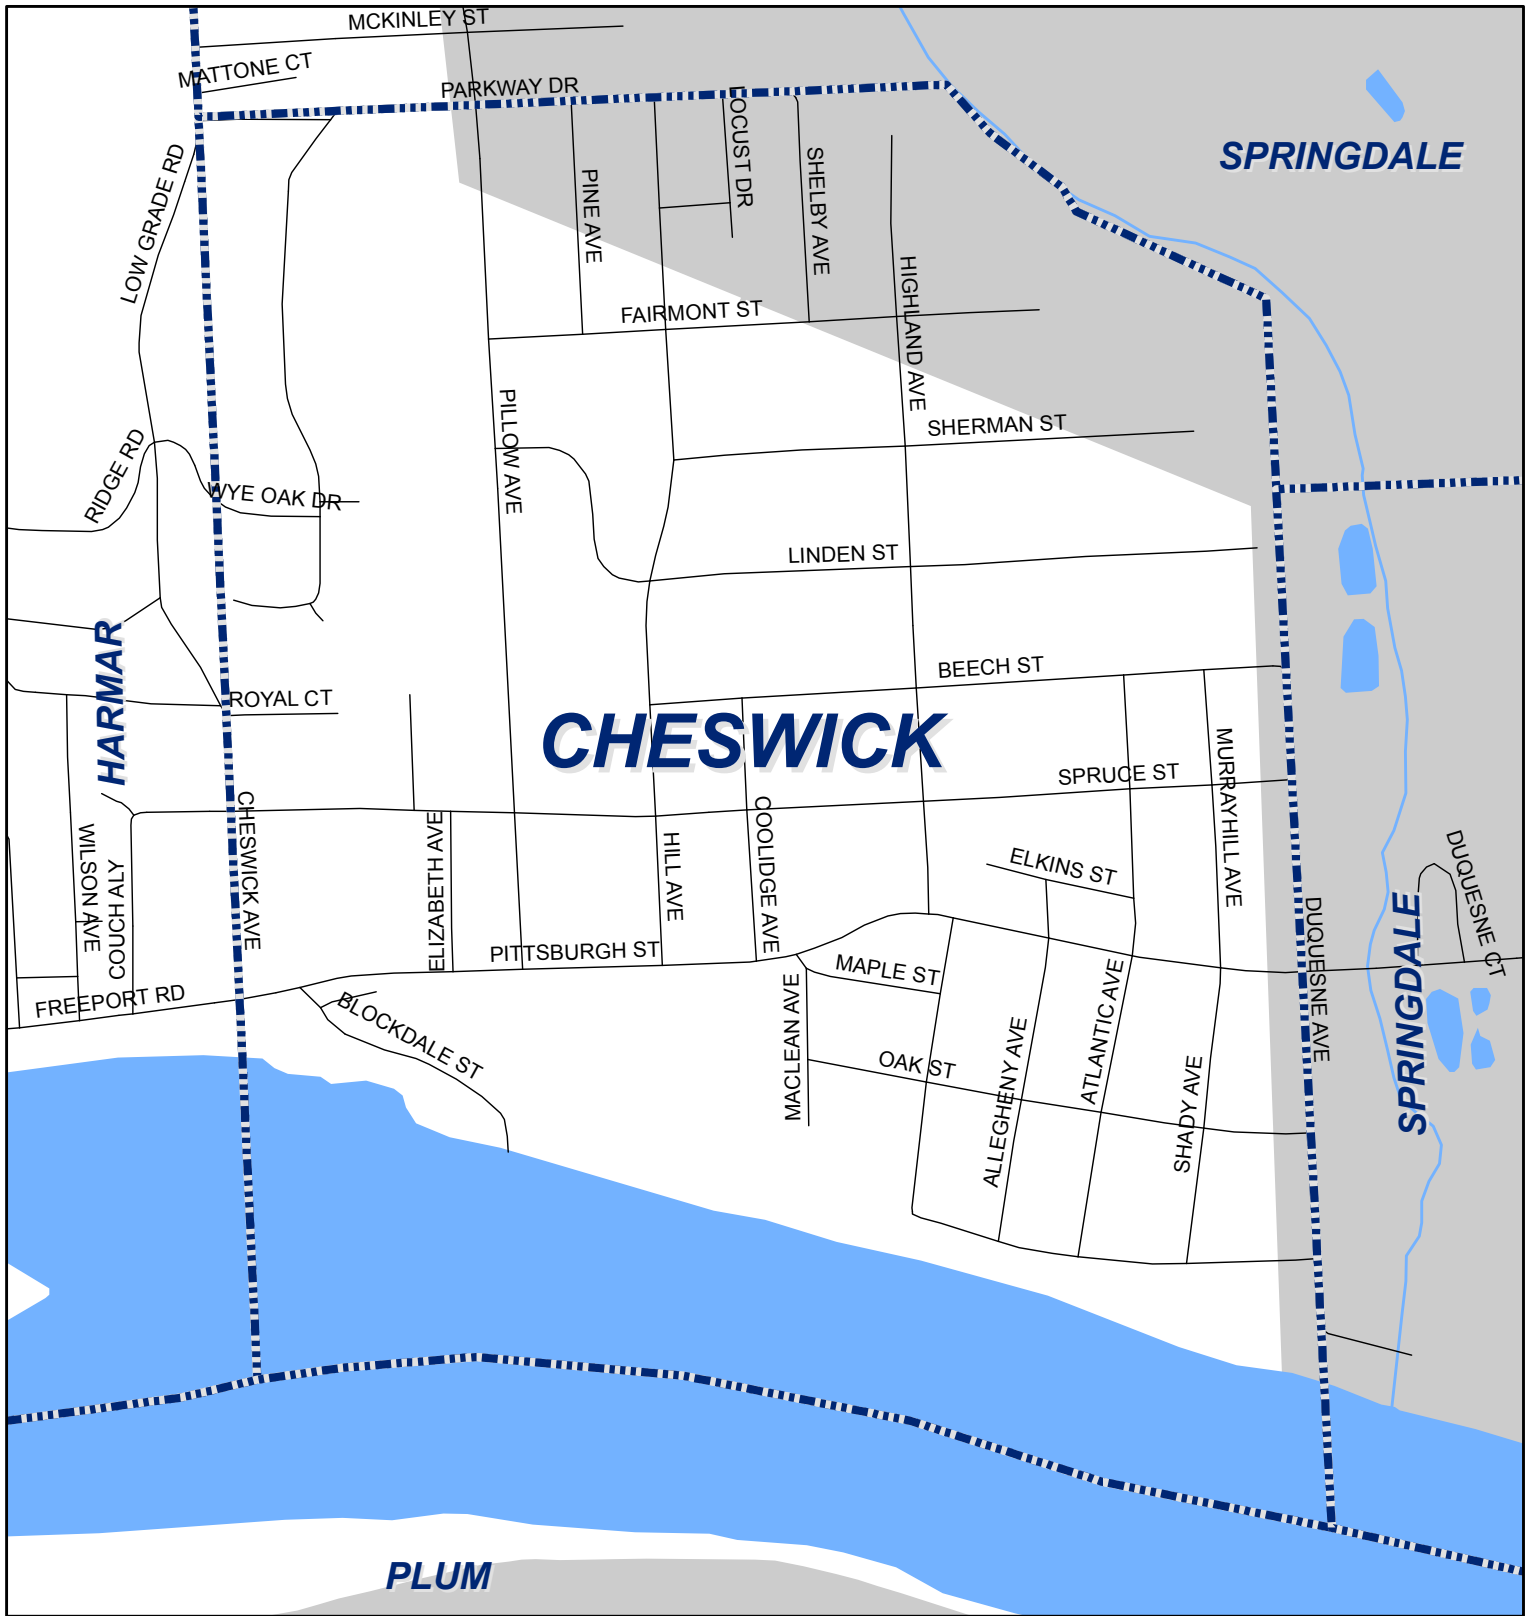 MCKINLEY ST
MATTONE CT
PARKWAY DR
LOCUST DR
SPRINGDALE
LOW GRADE RD
PINE AVE
SHELBY AVE
HIGHLAND AVE
FAIRMONT ST
PILLOW AVE
SHERMAN ST
RIDGE RD
WYE OAK DR
LINDEN ST
HARMAR
BEECH ST
ROYAL CT
CHESWICK
MURRAYHILL AVE
SPRUCE ST
CHESWICK AVE
COOLIDGE AVE
WILSON AVE
COUCH ALY
ELIZABETH AVE
HILL AVE
ELKINS ST
DUQUESNE CT
DUQUESNE AVE
SPRINGDALE
PITTSBURGH ST
MAPLE ST
FREEPORT RD
BLOCKDALE ST
MACLEAN AVE
OAK ST
ALLEGHENY AVE
ATLANTIC AVE
SHADY AVE
PLUM